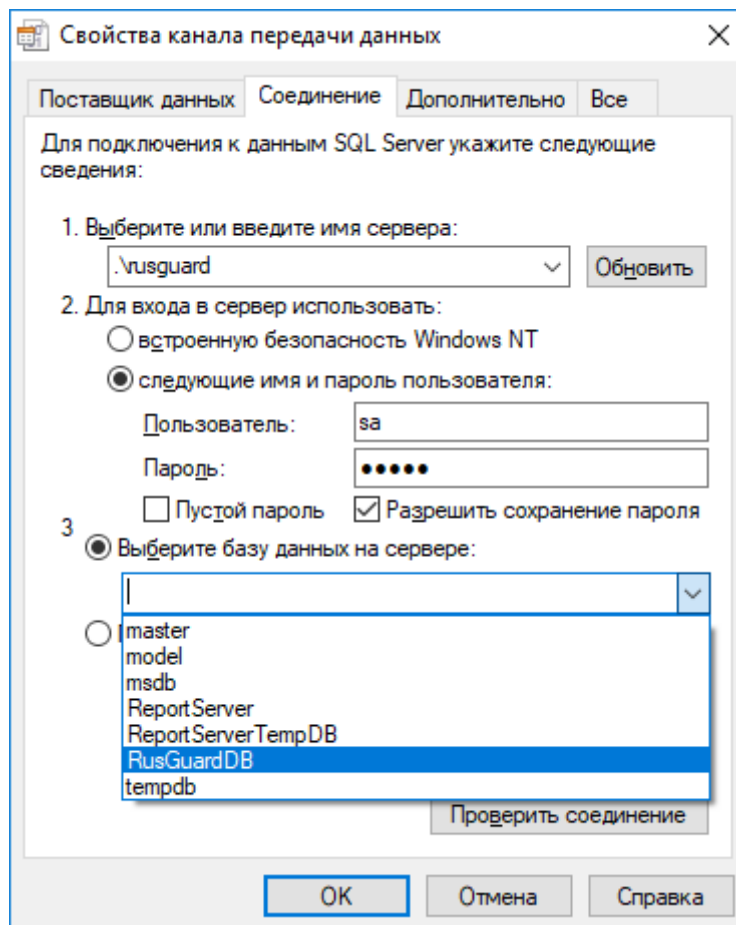 Свойства канала передачи данных
Поставщик данных Соединение Дополнительно Все
Для подключения к данным SQL Server укажите следующие
сведения:
1. Выберите или введите имя сервера:
.\rusguard Обновить
2. Для входа в сервер использовать:
встроенную безопасность Windows NT
следующие имя и пароль пользователя:
Пользователь: sa
Пароль: •••••
Пустой пароль Разрешить сохранение пароля
3
Выберите базу данных на сервере:
master
model
msdb
ReportServer
ReportServerTempDB
RusGuardDB
tempdb
Проверить соединение
OK Отмена Справка